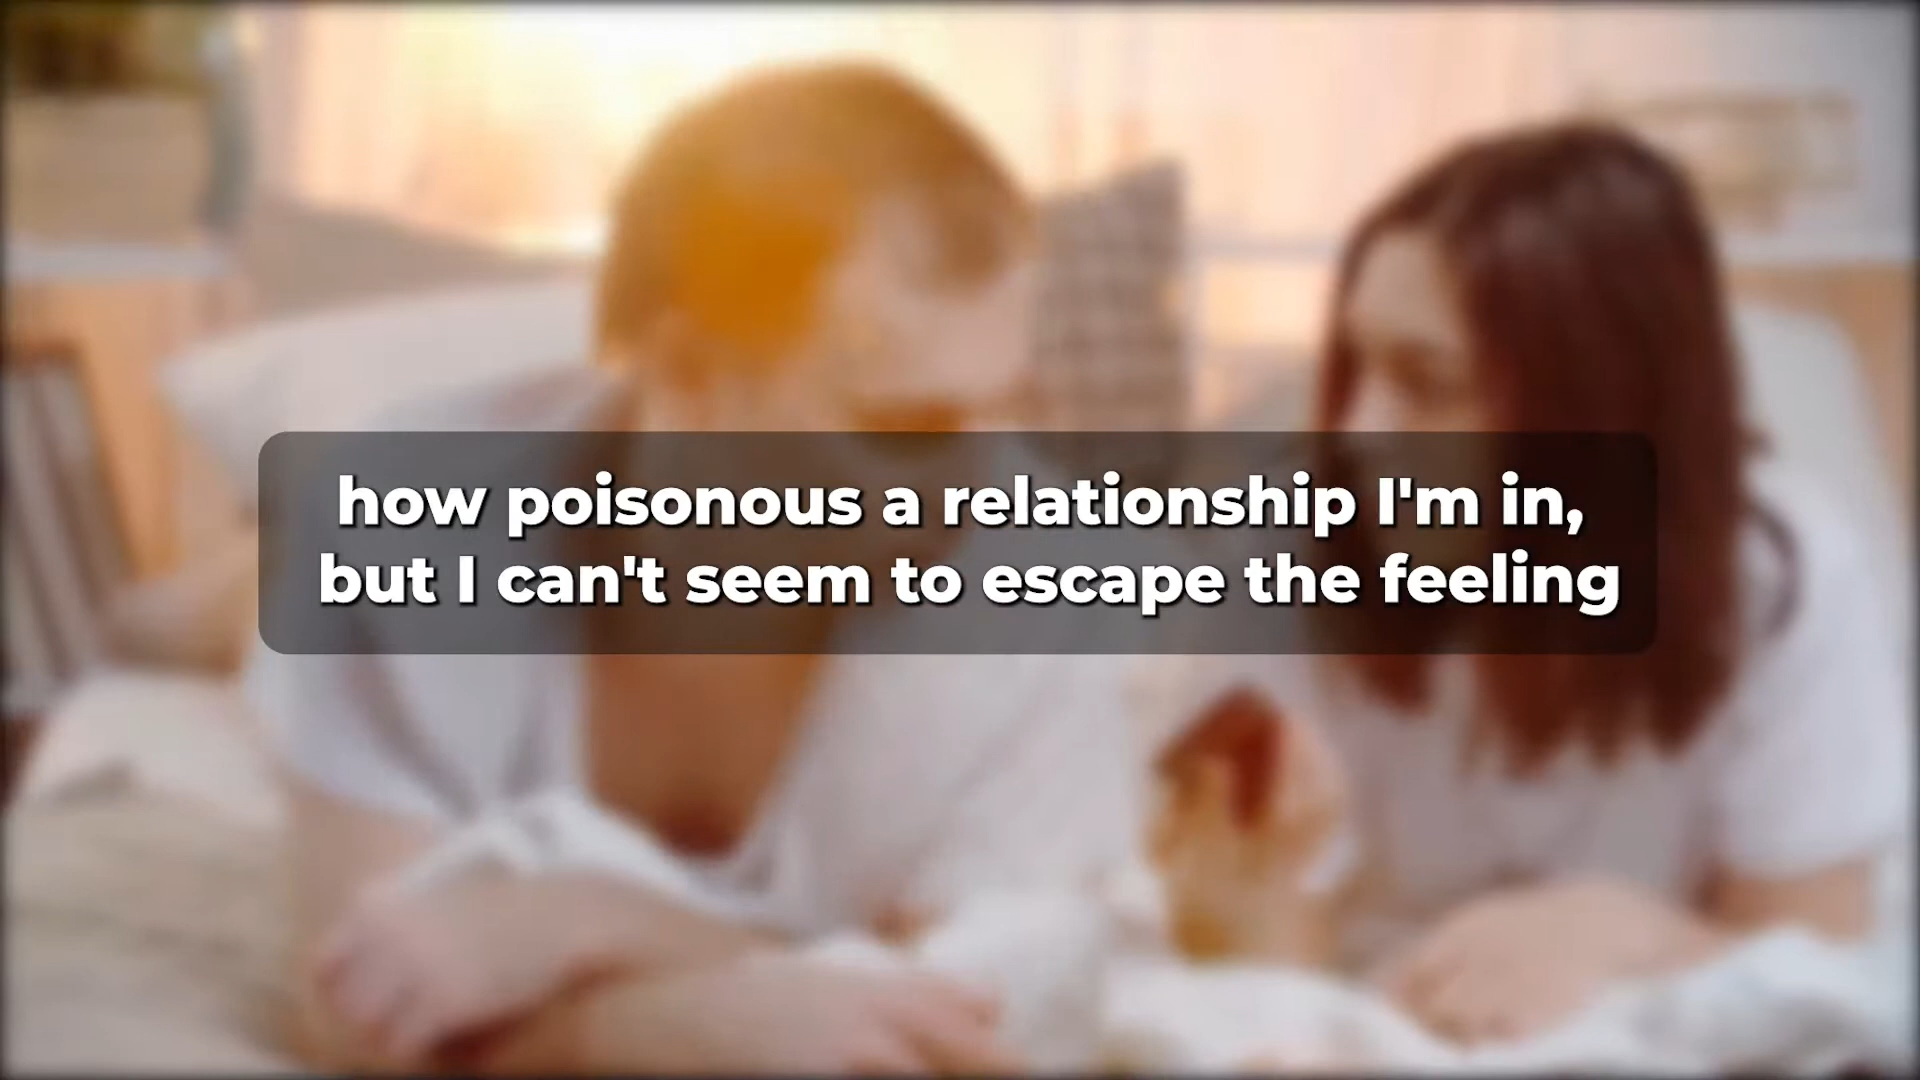 how poisonous a relationship I'm in,
but I can't seem to escape the feeling